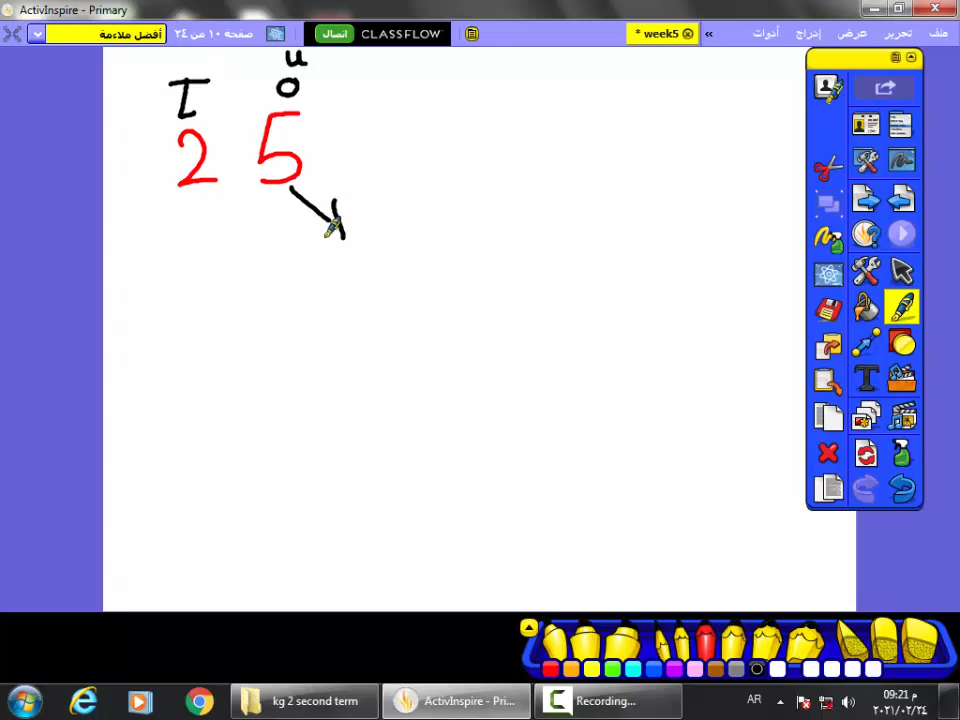 ActivInspire - Primary
أفضل ملاءمة
صفحة ١٠ من ٢٤
اتصال CLASSFLOW
* week5
»
أدوات
إدراج
عرض
تحرير
ملف
u
T o
2 5
kg 2 second term
ActivInspire - Pri...
Recording...
AR
09:21 م
٢٠٢١/٠٢/٢٤